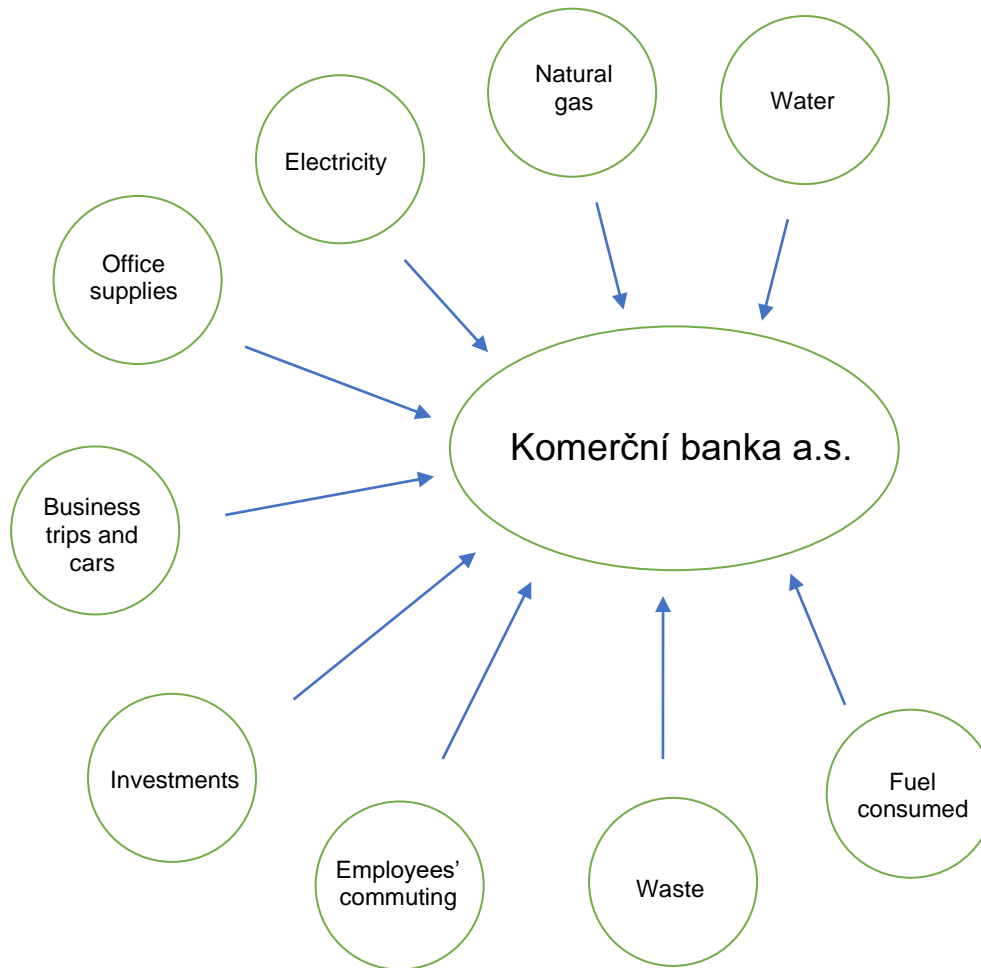 Natural
gas
Water
Electricity
Office
supplies
Komerční banka a.s.
Business
trips and
cars
Investments
Fuel
consumed
Employees’
commuting
Waste